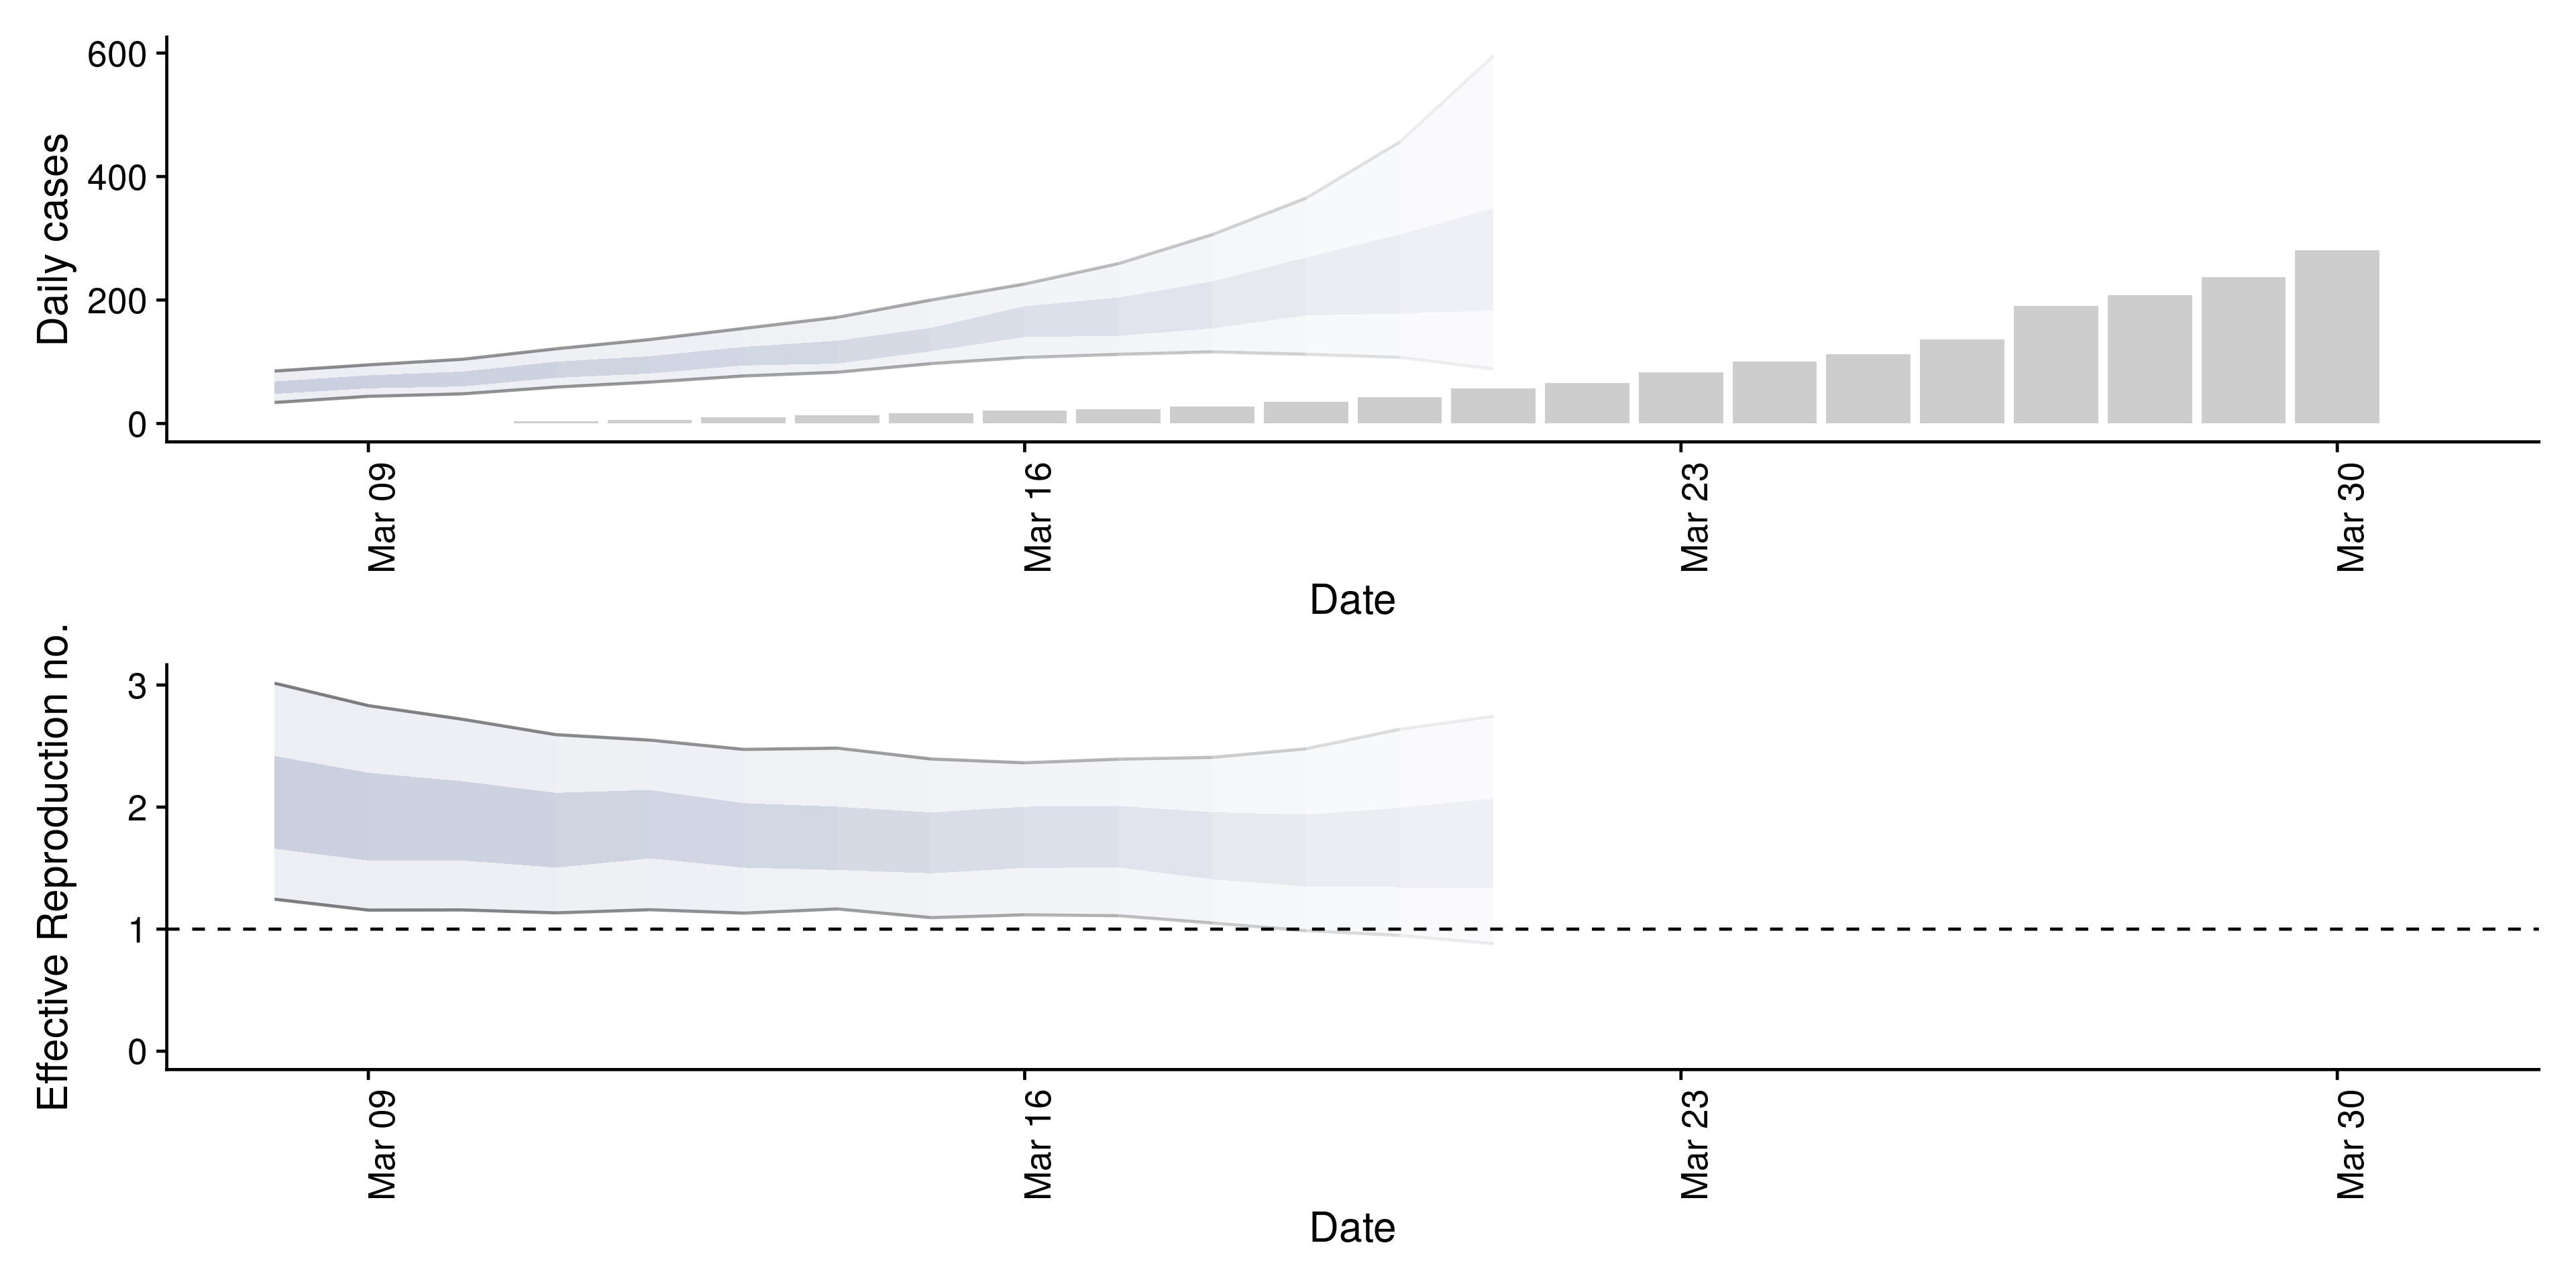 Daily cases
600
400
200
0
Mar 09
Mar 16
Mar 23
Mar 30
Date
Effective Reproduction no.
3
2
1
0
Mar 09
Mar 16
Mar 23
Mar 30
Date